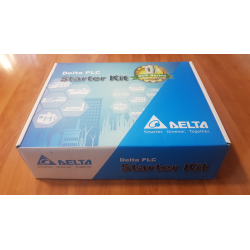 Delta PLC
Starter Kit
DELTA
Smarter. Greener. Together.
DELTA
Delta PLC
Starter Kit